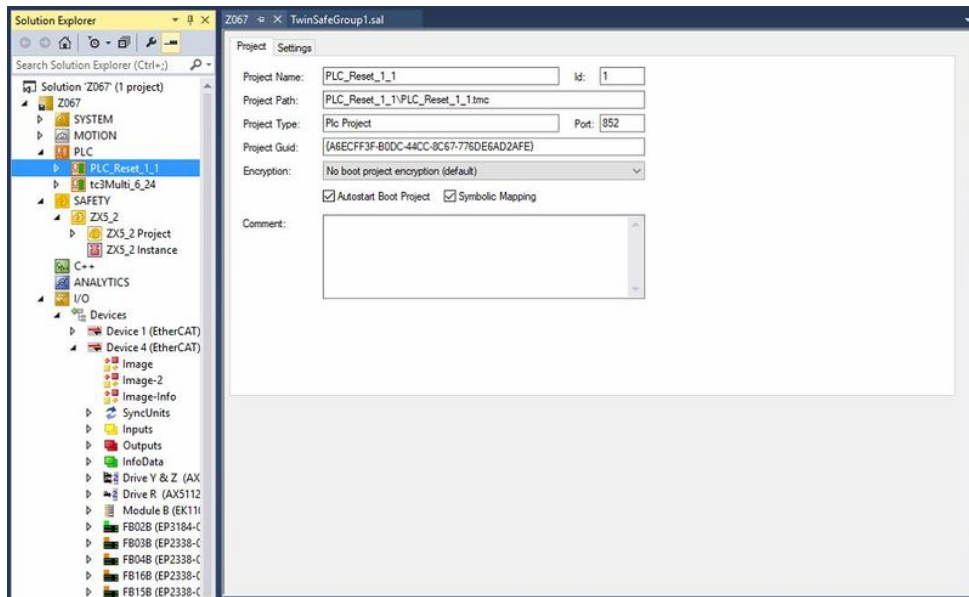 Solution Explorer
Search Solution Explorer (Ctrl+;)
Solution 'Z067' (1 project)
Z067
SYSTEM
MOTION
PLC
PLC_Reset_1_1
tc3Multi_6_24
SAFETY
ZX5_2
ZX5_2 Project
ZX5_2 Instance
C++
ANALYTICS
I/O
Devices
Device 1 (EtherCAT)
Device 4 (EtherCAT)
Image
Image-2
Image-Info
SyncUnits
Inputs
Outputs
InfoData
Drive Y & Z (AX
Drive R (AX5112
Module B (EK11
FB02B (EP3184-0
FB03B (EP2338-0
FB04B (EP2338-0
FB16B (EP2338-0
FB15B (EP2338-0
Z067 TwinSafeGroup1.sal
Project Settings
Project Name: PLC_Reset_1_1 Id: 1
Project Path: PLC_Reset_1_1\PLC_Reset_1_1.tmc
Project Type: Plc Project Port: 852
Project Guid: {A6ECFF3F-B0DC-44CC-8C67-776DE6AD2AFE}
Encryption: No boot project encryption (default)
Autostart Boot Project Symbolic Mapping
Comment: